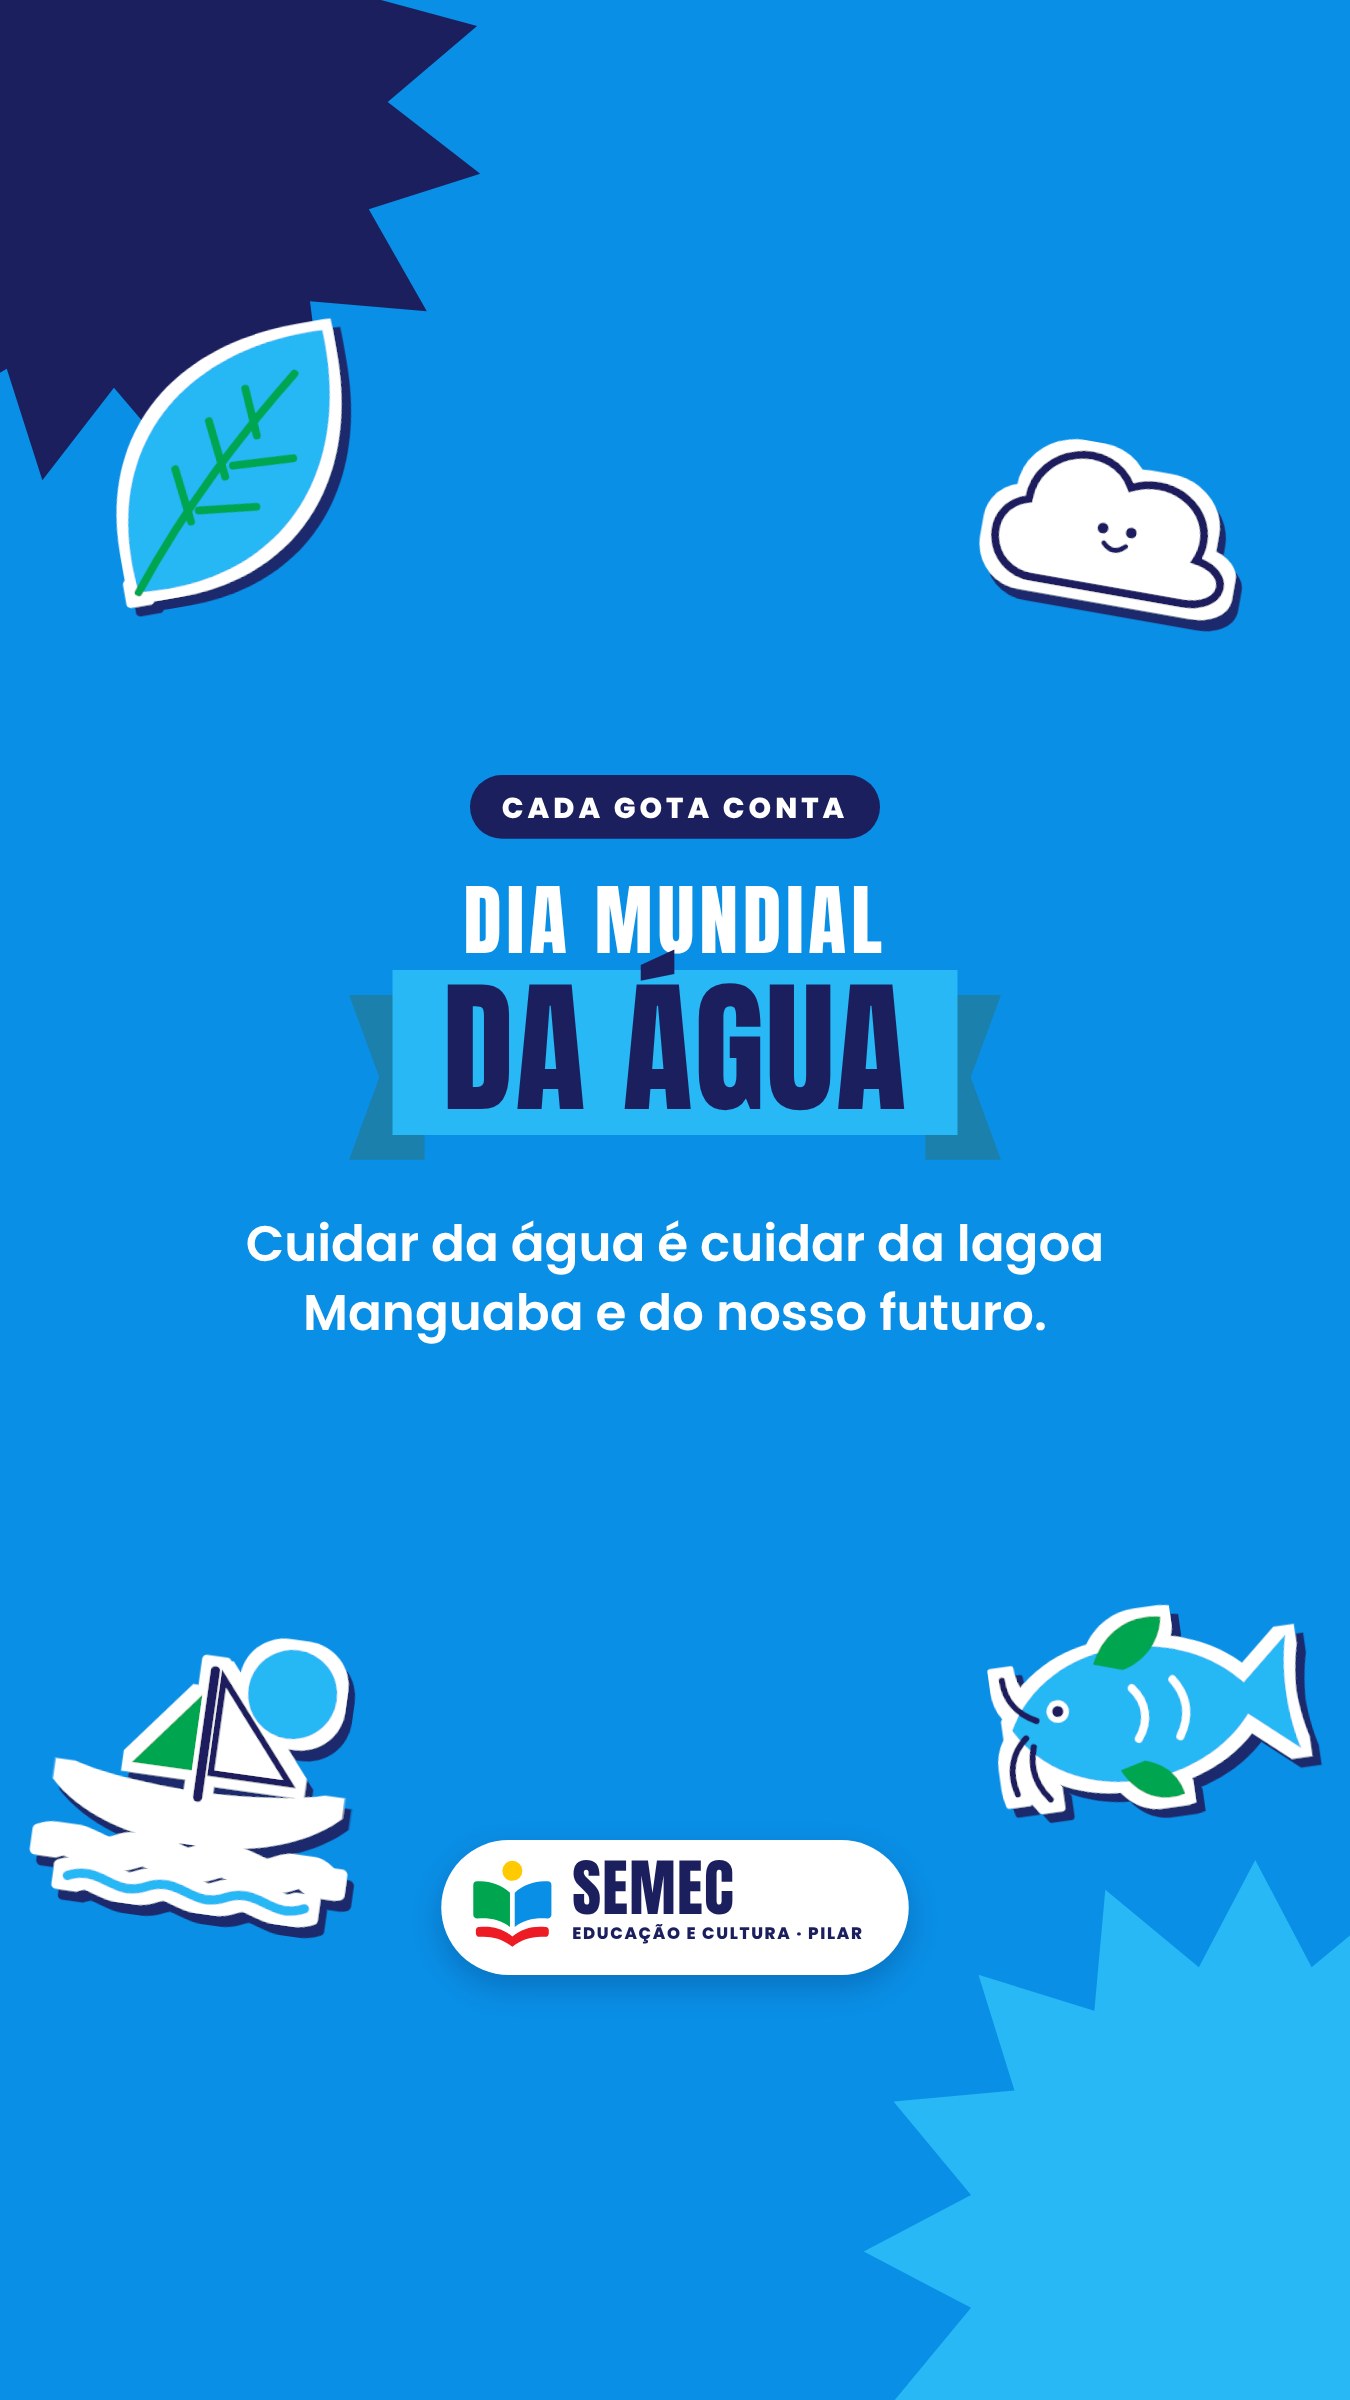 CADA GOTA CONTA
DIA MUNDIAL
DA ÁGUA
Cuidar da água é cuidar da lagoa
Manguaba e do nosso futuro.
SEMEC
EDUCAÇÃO E CULTURA · PILAR